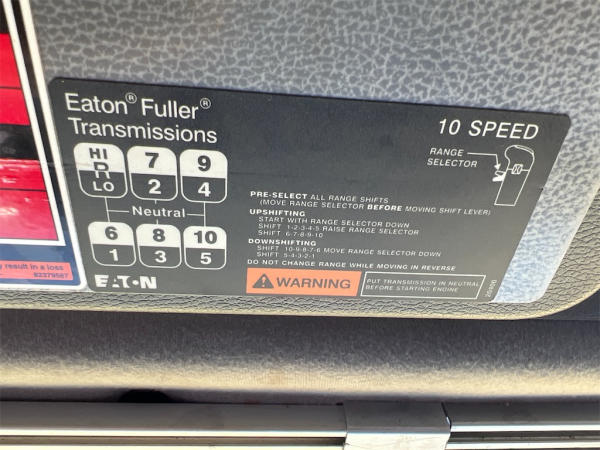 Eaton® Fuller®
Transmissions
10 SPEED
RANGE
SELECTOR
HI
R
LO
7
2
9
4
Neutral
6
1
8
3
10
5
PRE-SELECT ALL RANGE SHIFTS
(MOVE RANGE SELECTOR BEFORE MOVING SHIFT LEVER)
UPSHIFTING
START WITH RANGE SELECTOR DOWN
SHIFT 1-2-3-4-5 RAISE RANGE SELECTOR
SHIFT 6-7-8-9-10
DOWNSHIFTING
SHIFT 10-9-8-7-6 MOVE RANGE SELECTOR DOWN
SHIFT 5-4-3-2-1
DO NOT CHANGE RANGE WHILE MOVING IN REVERSE
EATON
WARNING
PUT TRANSMISSION IN NEUTRAL
BEFORE STARTING ENGINE
result in a loss
82379567